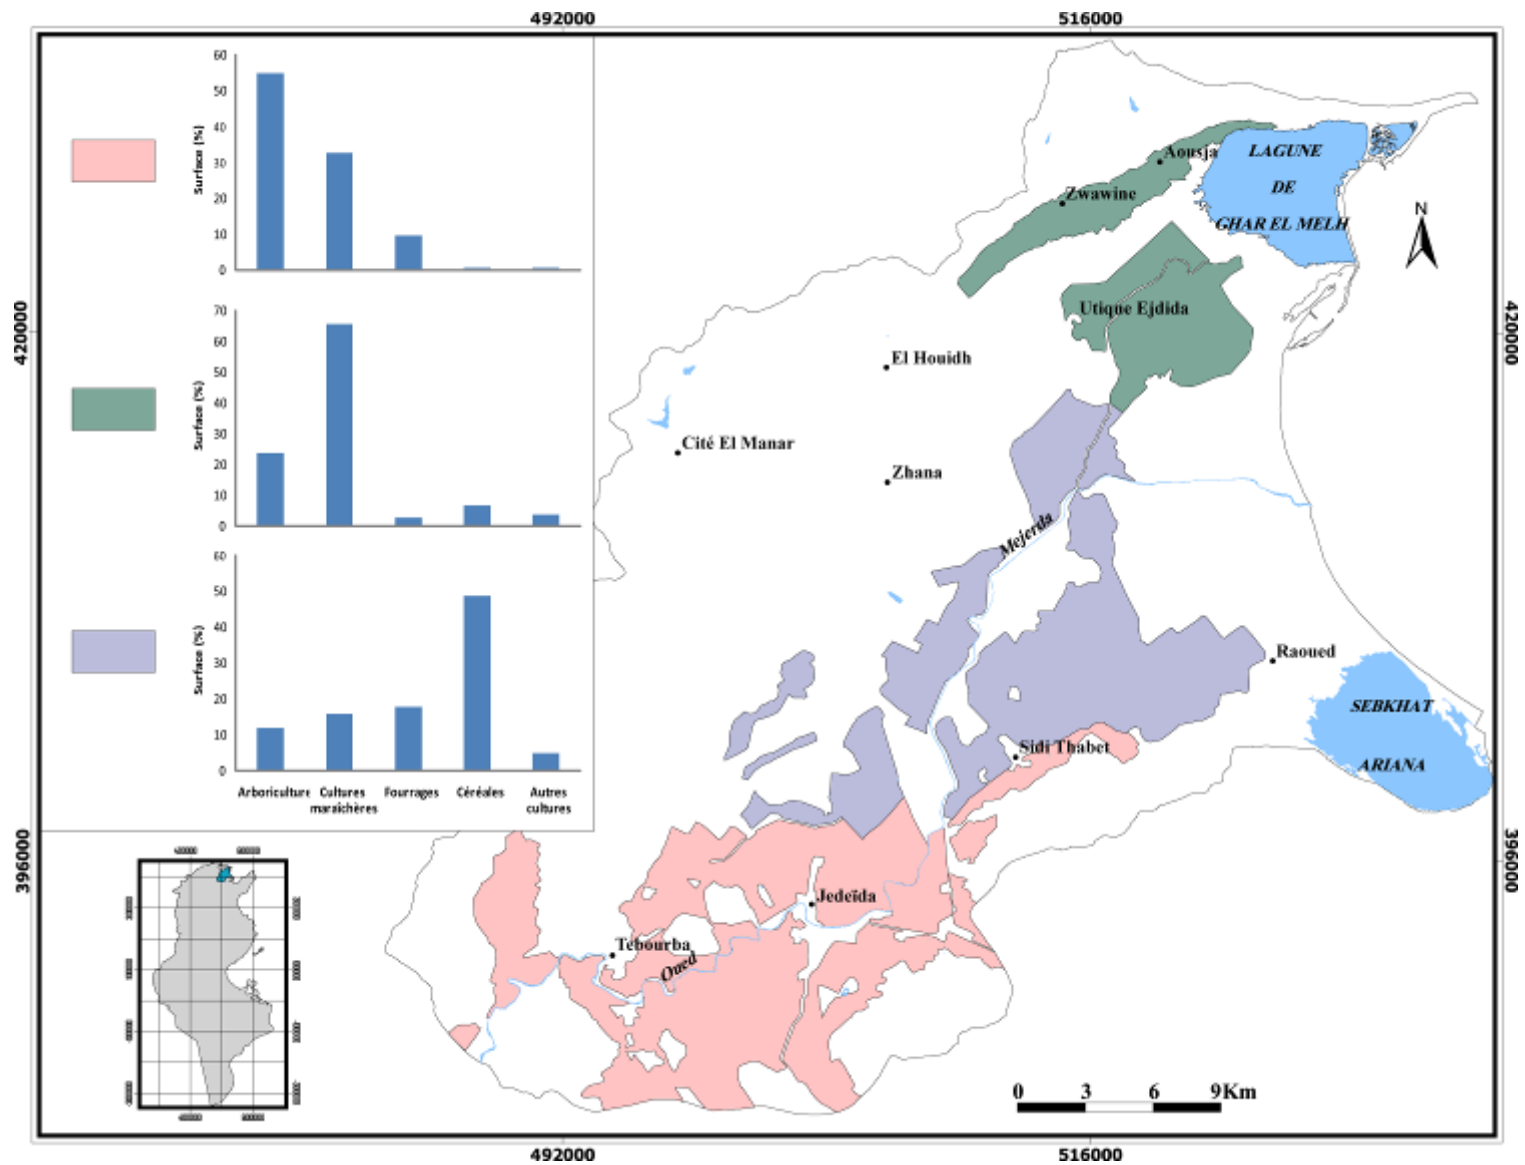 492000
516000
60
50
40
30
20
10
0
Surface (%)
70
60
50
40
30
20
10
0
Surface (%)
60
50
40
30
20
10
0
Surface (%)
Arboriculture
Cultures
maraîchères
Fourrages
Céréales
Autres
cultures
420000
396000
Aousja
Zwawine
LAGUNE
DE
GHAR EL MELH
N
Utique Ejdida
El Houidh
Cité El Manar
Zhana
Mejerda
Raoued
SEBKHAT
ARIANA
Sidi Thabet
Jedeïda
Tebourba
Oued
420000
396000
0 3 6 9Km
492000
516000